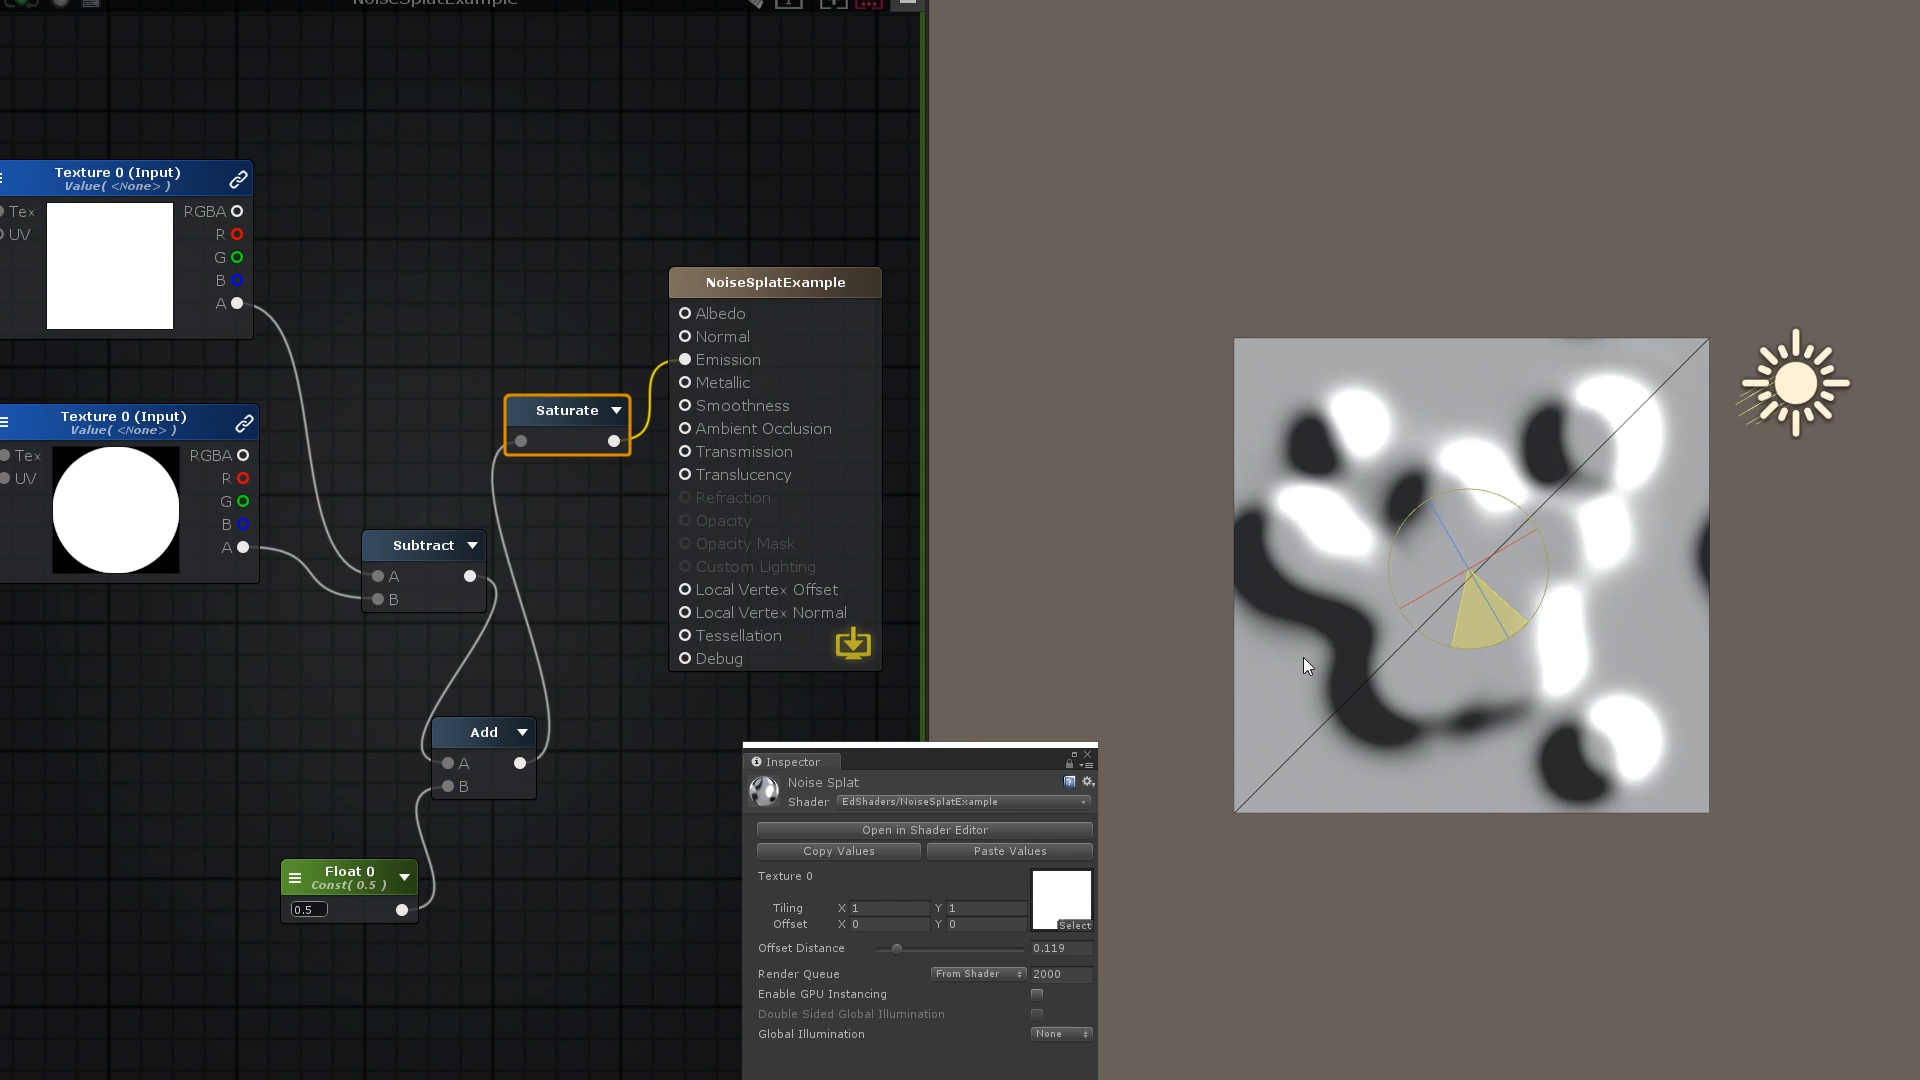 NoiseSplatExample
Texture 0 (Input)
Value( <None> )
Tex
RGBA
UV
R
G
B
A
Texture 0 (Input)
Value( <None> )
Tex
RGBA
UV
R
G
B
A
Subtract
A
B
Saturate
Add
A
B
Float 0
Const( 0.5 )
0.5
NoiseSplatExample
Albedo
Normal
Emission
Metallic
Smoothness
Ambient Occlusion
Transmission
Translucency
Refraction
Opacity
Opacity Mask
Custom Lighting
Local Vertex Offset
Local Vertex Normal
Tessellation
Debug
Inspector
Noise Splat
Shader EdShaders/NoiseSplatExample
Open in Shader Editor
Copy Values Paste Values
Texture 0
Tiling X 1 Y 1
Offset X 0 Y 0
Select
Offset Distance 0.119
Render Queue From Shader 2000
Enable GPU Instancing
Double Sided Global Illumination
Global Illumination None